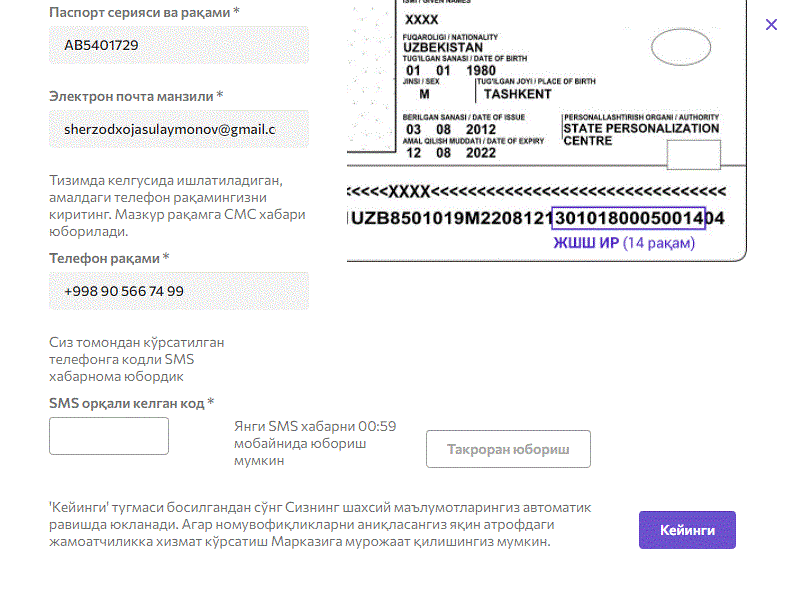 Паспорт серияси ва рақами *
AB5401729
Электрон почта манзили *
sherzodxojasulaymonov@gmail.c
Тизимда келгусида ишлатиладиган,
амалдаги телефон рақамингизни
киритинг. Мазкур рақамга СМС хабари
юборилади.
Телефон рақами *
+998 90 566 74 99
Сиз томондан кўрсатилган
телефонга кодли SMS
хабарнома юбордик
SMS орқали келган код *
Янги SMS хабарни 00:59
мобайнида юбориш
мумкин
Такроран юбориш
'Кейинги' тугмаси босилгандан сўнг Сизнинг шахсий маълумотларингиз автоматик
равишда юкланади. Агар номувофиқликларни аниқласангиз яқин атрофдаги
жамоатчиликка хизмат кўрсатиш Марказига мурожаат қилишингиз мумкин.
Кейинги
XXXX
FUQAROLIGI / NATIONALITY
UZBEKISTAN
TUG'ILGAN SANASI / DATE OF BIRTH
01 01 1980
JINSI / SEX TUG'ILGAN JOYI / PLACE OF BIRTH
M TASHKENT
BERILGAN SANASI / DATE OF ISSUE PERSONALLASHTIRISH ORGANI / AUTHORITY
03 08 2012 STATE PERSONALIZATION
AMAL QILISH MUDDATI / DATE OF EXPIRY CENTRE
12 08 2022
<<<<<XXXX<<<<<<<<<<<<<<<<<<<<<<<<<<<<<<
1UZB8501019M22081213010180005001404
ЖШШ ИР (14 рақам)